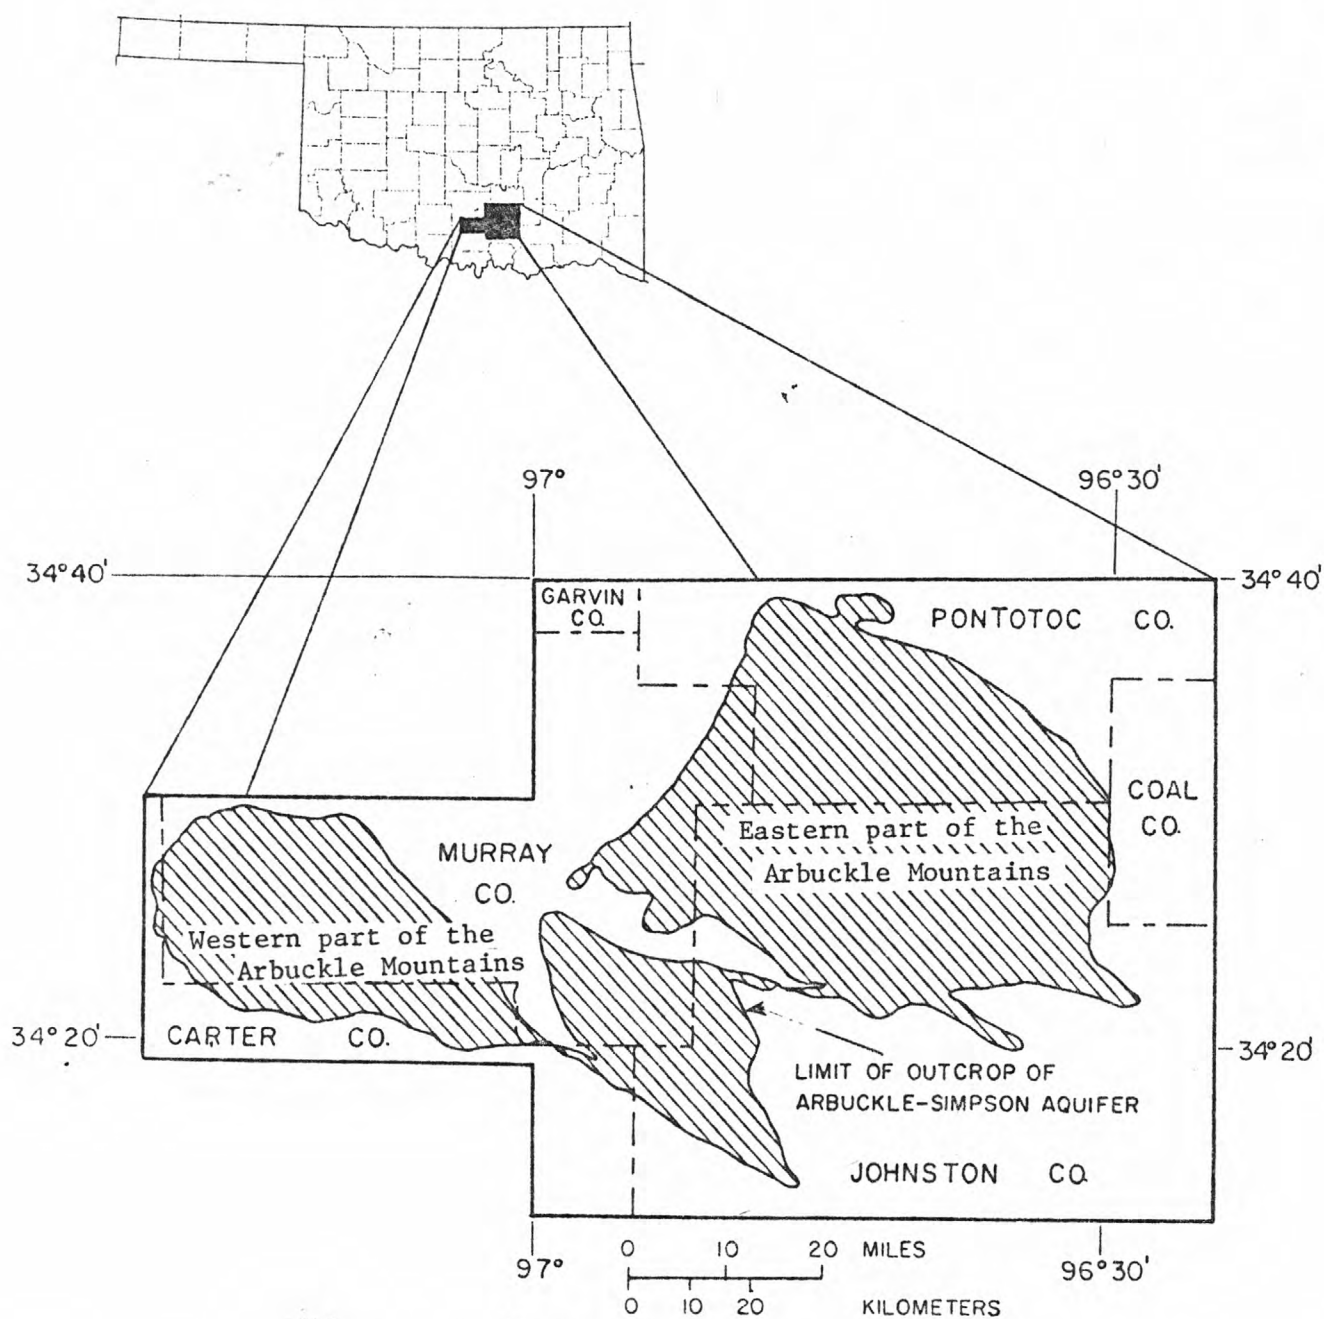 97°
96°30'
34°40'
34°40'
GARVIN
CO.
PONTOTOC CO.
COAL
CO.
MURRAY
CO.
Eastern part of the
Arbuckle Mountains
Western part of the
Arbuckle Mountains
34°20'
CARTER CO.
34°20'
LIMIT OF OUTCROP OF
ARBUCKLE-SIMPSON AQUIFER
JOHNSTON CO.
97°
96°30'
0 10 20 MILES
0 10 20 KILOMETERS